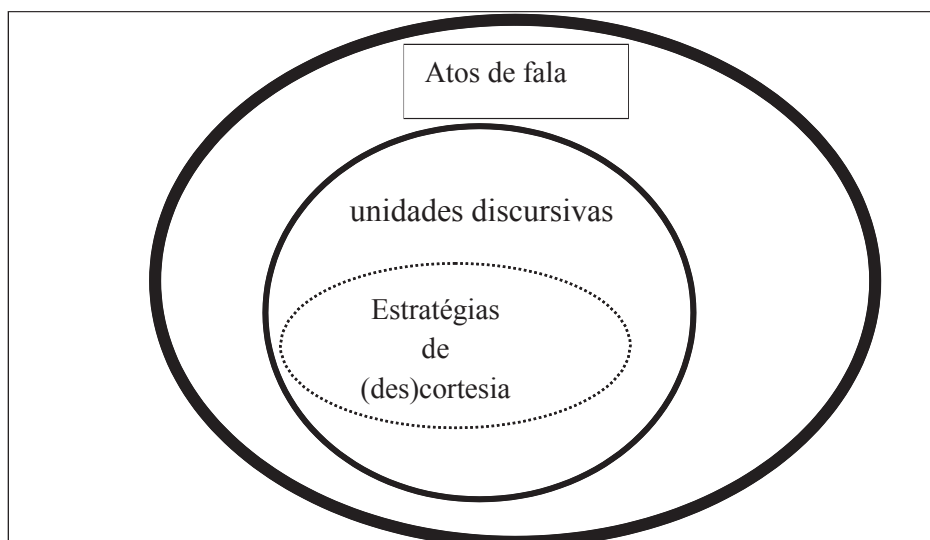 Atos de fala
unidades discursivas
Estratégias
de
(des)cortesia